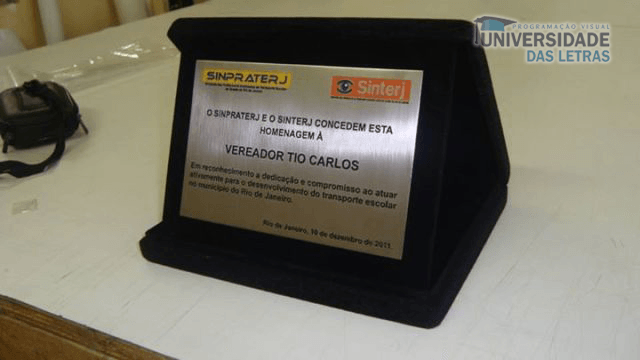 PROGRAMAÇÃO VISUAL
UNIVERSIDADE
DAS LETRAS
SINPRATERJ
Sinterj
O SINPRATERJ E O SINTERJ CONCEDEM ESTA
HOMENAGEM À
VEREADOR TIO CARLOS
Em reconhecimento a dedicação e compromisso ao atuar
ativamente para o desenvolvimento do transporte escolar
no município do Rio de Janeiro.
Rio de Janeiro, 10 de dezembro de 2011.